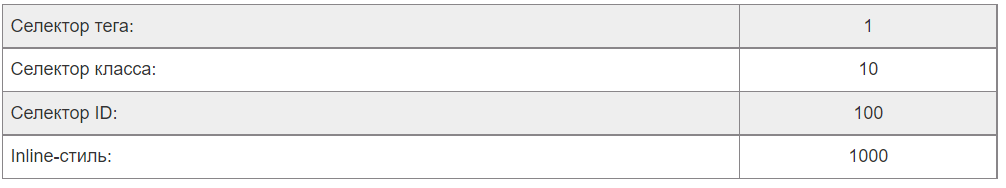 Селектор тега: 1
Селектор класса: 10
Селектор ID: 100
Inline-стиль: 1000